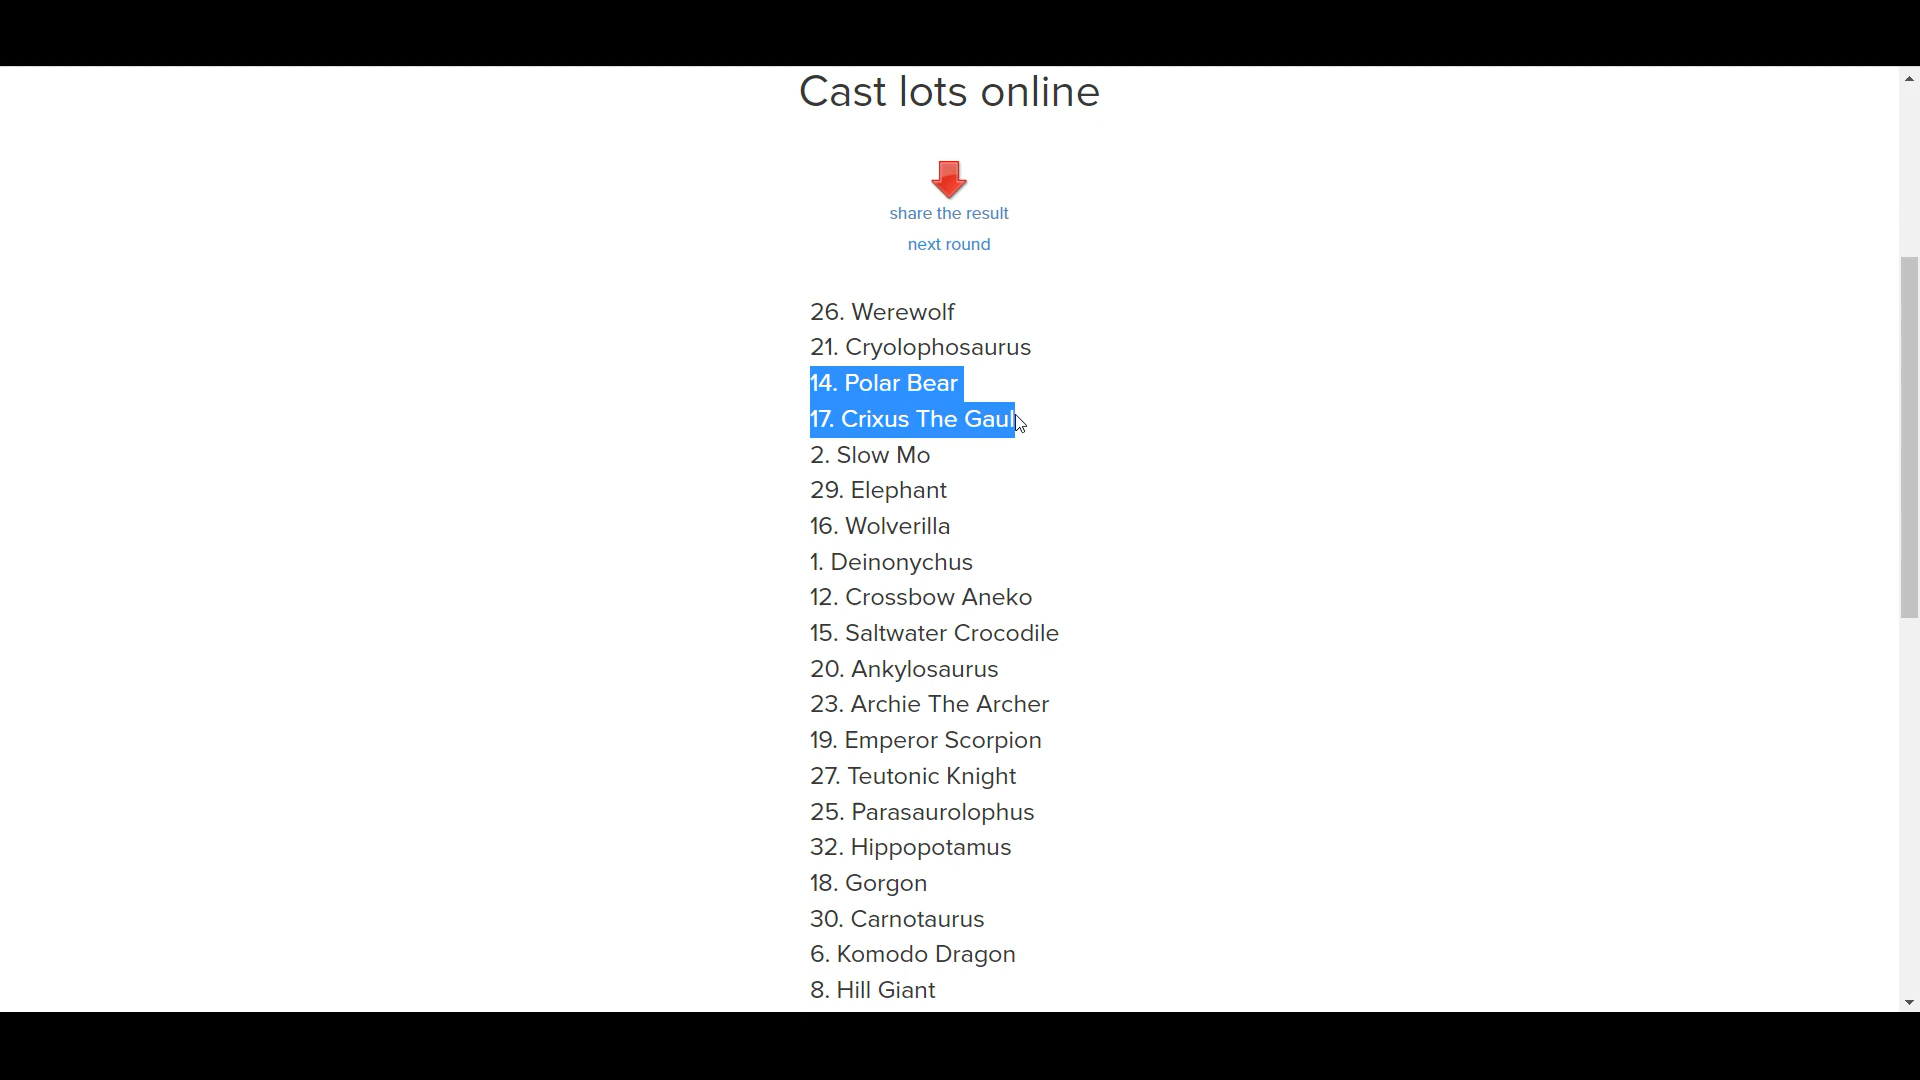 Cast lots online
share the result
next round
26. Werewolf
21. Cryolophosaurus
14. Polar Bear
17. Crixus The Gaul
2. Slow Mo
29. Elephant
16. Wolverilla
1. Deinonychus
12. Crossbow Aneko
15. Saltwater Crocodile
20. Ankylosaurus
23. Archie The Archer
19. Emperor Scorpion
27. Teutonic Knight
25. Parasaurolophus
32. Hippopotamus
18. Gorgon
30. Carnotaurus
6. Komodo Dragon
8. Hill Giant